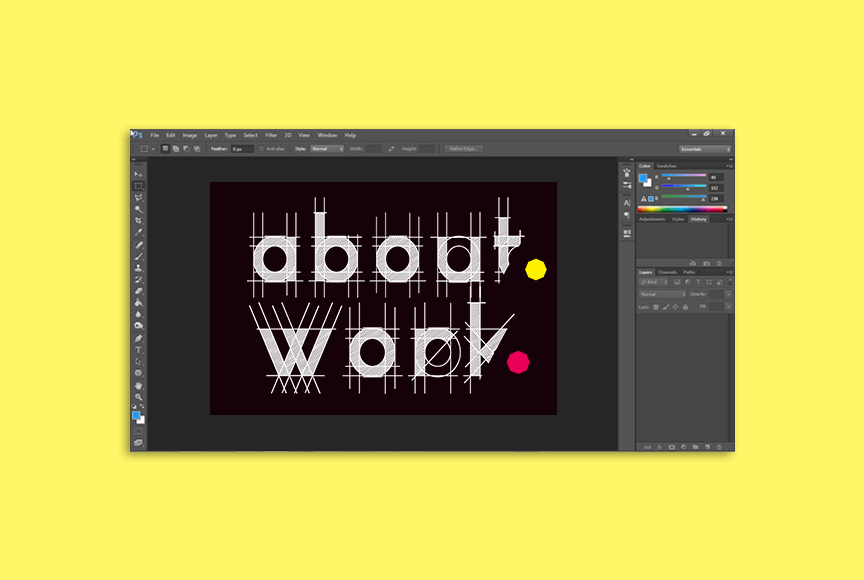 Ps File Edit Image Layer Type Select Filter 3D View Window Help
Feather: 0 px Anti-alias Style: Normal Width: Height: Refine Edge...
Essentials
Color Swatches
R
G
B 238
Adjustments Styles History
Layers Channels Paths
Kind
Normal Opacity:
Lock: Fill:
about.
work.